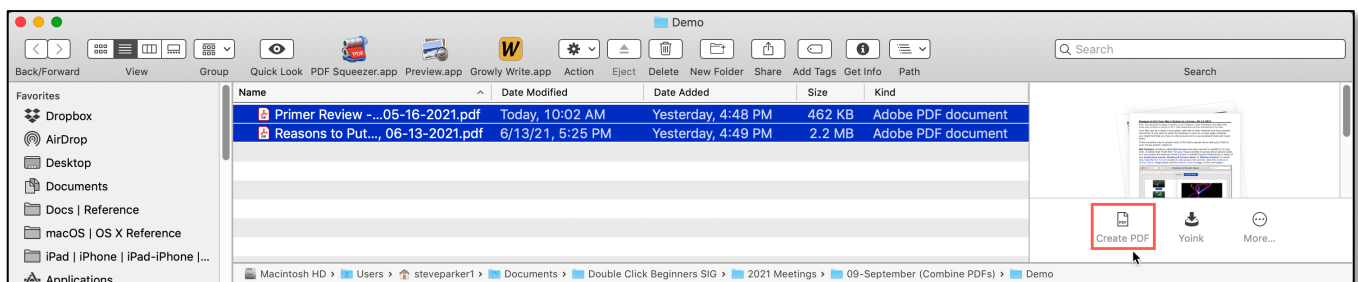 Demo
Search
Back/Forward View Group Quick Look PDF Squeezer.app Preview.app Growly Write.app Action Eject Delete New Folder Share Add Tags Get Info Path Search
Favorites
Dropbox
AirDrop
Desktop
Documents
Docs | Reference
macOS | OS X Reference
iPad | iPhone | iPad-iPhone |...
Applications
Name Date Modified Date Added Size Kind
Primer Review -...05-16-2021.pdf Today, 10:02 AM Yesterday, 4:48 PM 462 KB Adobe PDF document
Reasons to Put..., 06-13-2021.pdf 6/13/21, 5:25 PM Yesterday, 4:49 PM 2.2 MB Adobe PDF document
Create PDF Yoink More...
Macintosh HD › Users › steveparker1 › Documents › Double Click Beginners SIG › 2021 Meetings › 09-September (Combine PDFs) › Demo